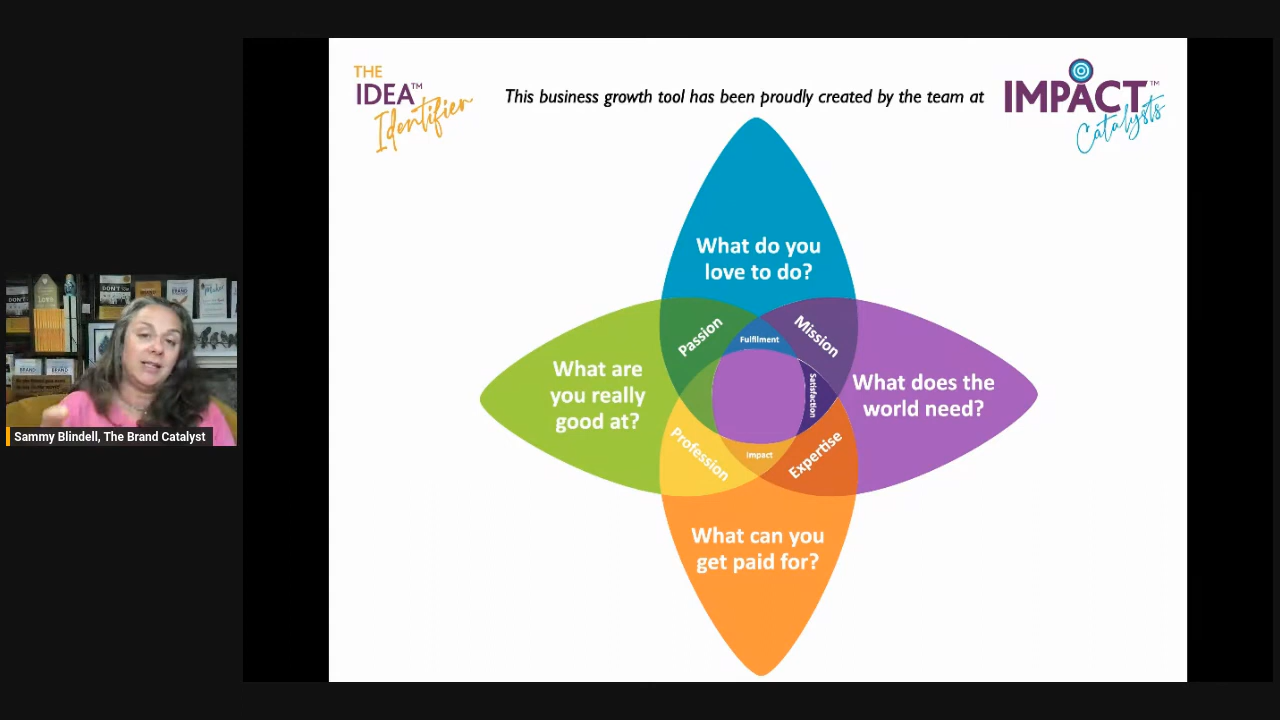 THE
IDEA™
Identifier
This business growth tool has been proudly created by the team at
IMPACT™
Catalysts
What do you
love to do?
Passion
Fulfilment
Mission
What are
you really
good at?
Satisfaction
What does the
world need?
Profession
Impact
Expertise
What can you
get paid for?
Sammy Blindell, The Brand Catalyst